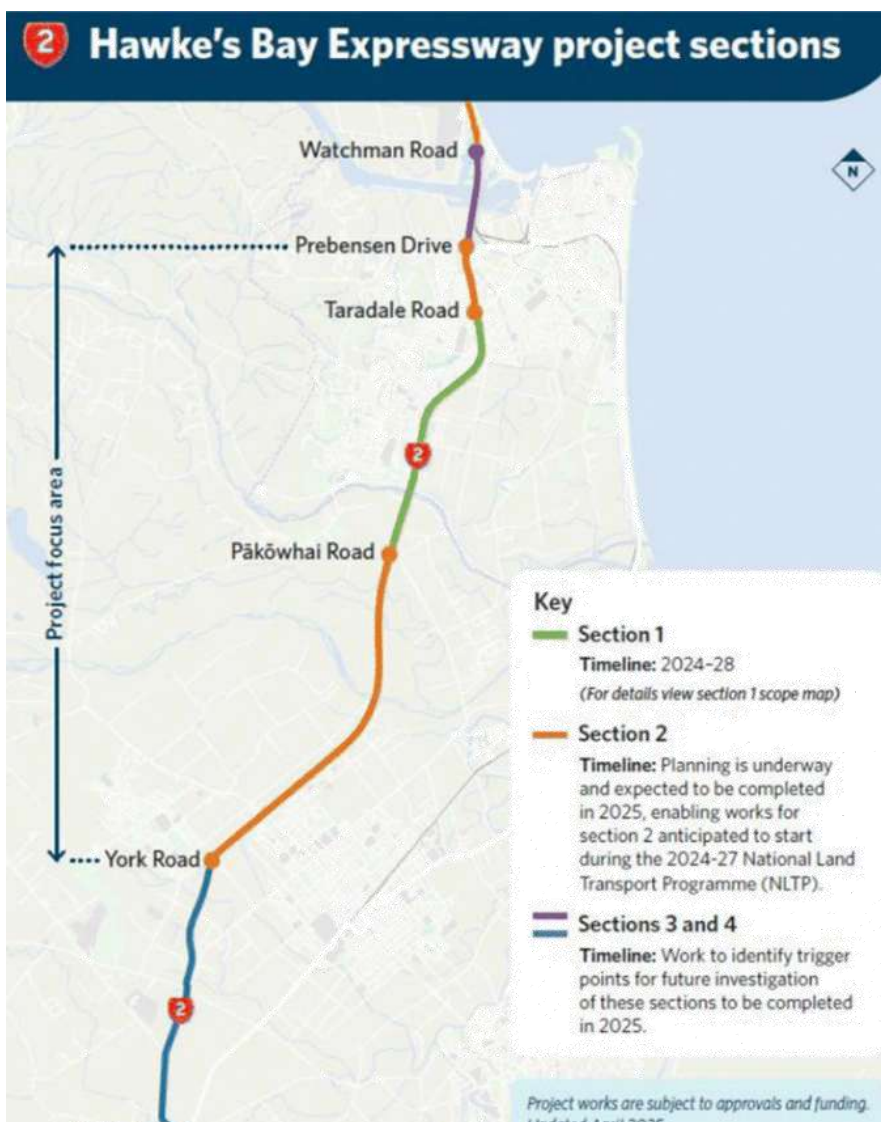 2 Hawke's Bay Expressway project sections
Watchman Road
N
Prebensen Drive
Taradale Road
2
Project focus area
Pākōwhai Road
York Road
2
Key
Section 1
Timeline: 2024–28
(For details view section 1 scope map)
Section 2
Timeline: Planning is underway
and expected to be completed
in 2025, enabling works for
section 2 anticipated to start
during the 2024-27 National Land
Transport Programme (NLTP).
Sections 3 and 4
Timeline: Work to identify trigger
points for future investigation
of these sections to be completed
in 2025.
Project works are subject to approvals and funding.
Updated April 2025